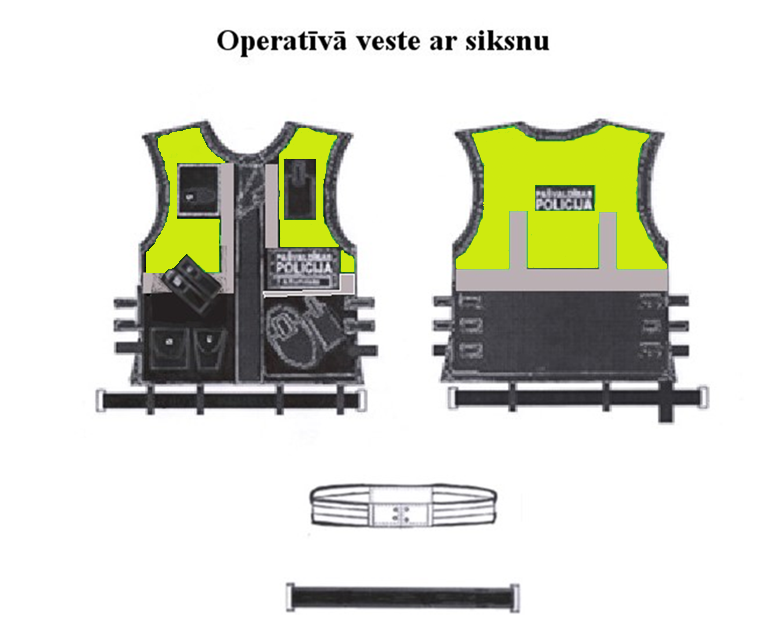 Operatīvā veste ar siksnu
PAŠVALDĪBAS
POLICIJA
PAŠVALDĪBAS
POLICIJA